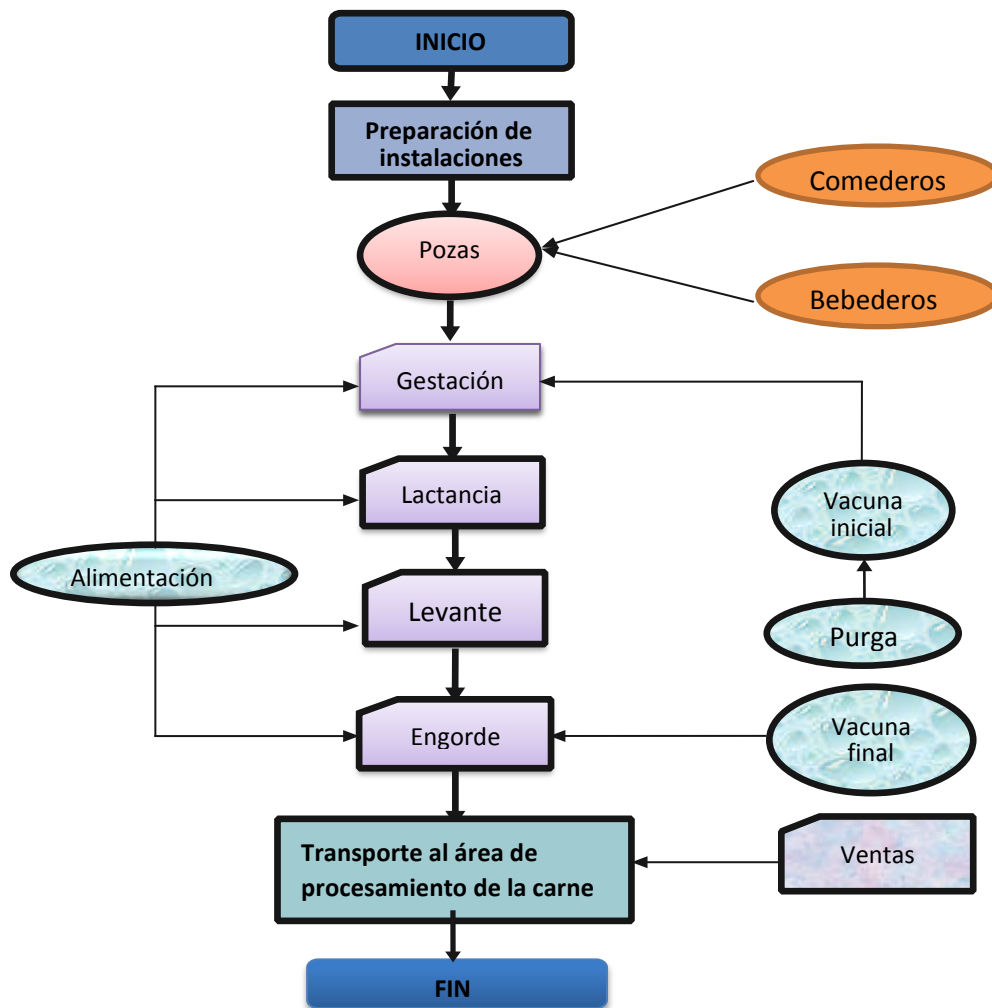 INICIO
Preparación de
instalaciones
Comederos
Pozas
Bebederos
Gestación
Lactancia
Vacuna
inicial
Alimentación
Levante
Purga
Engorde
Vacuna
final
Transporte al área de
procesamiento de la carne
Ventas
FIN